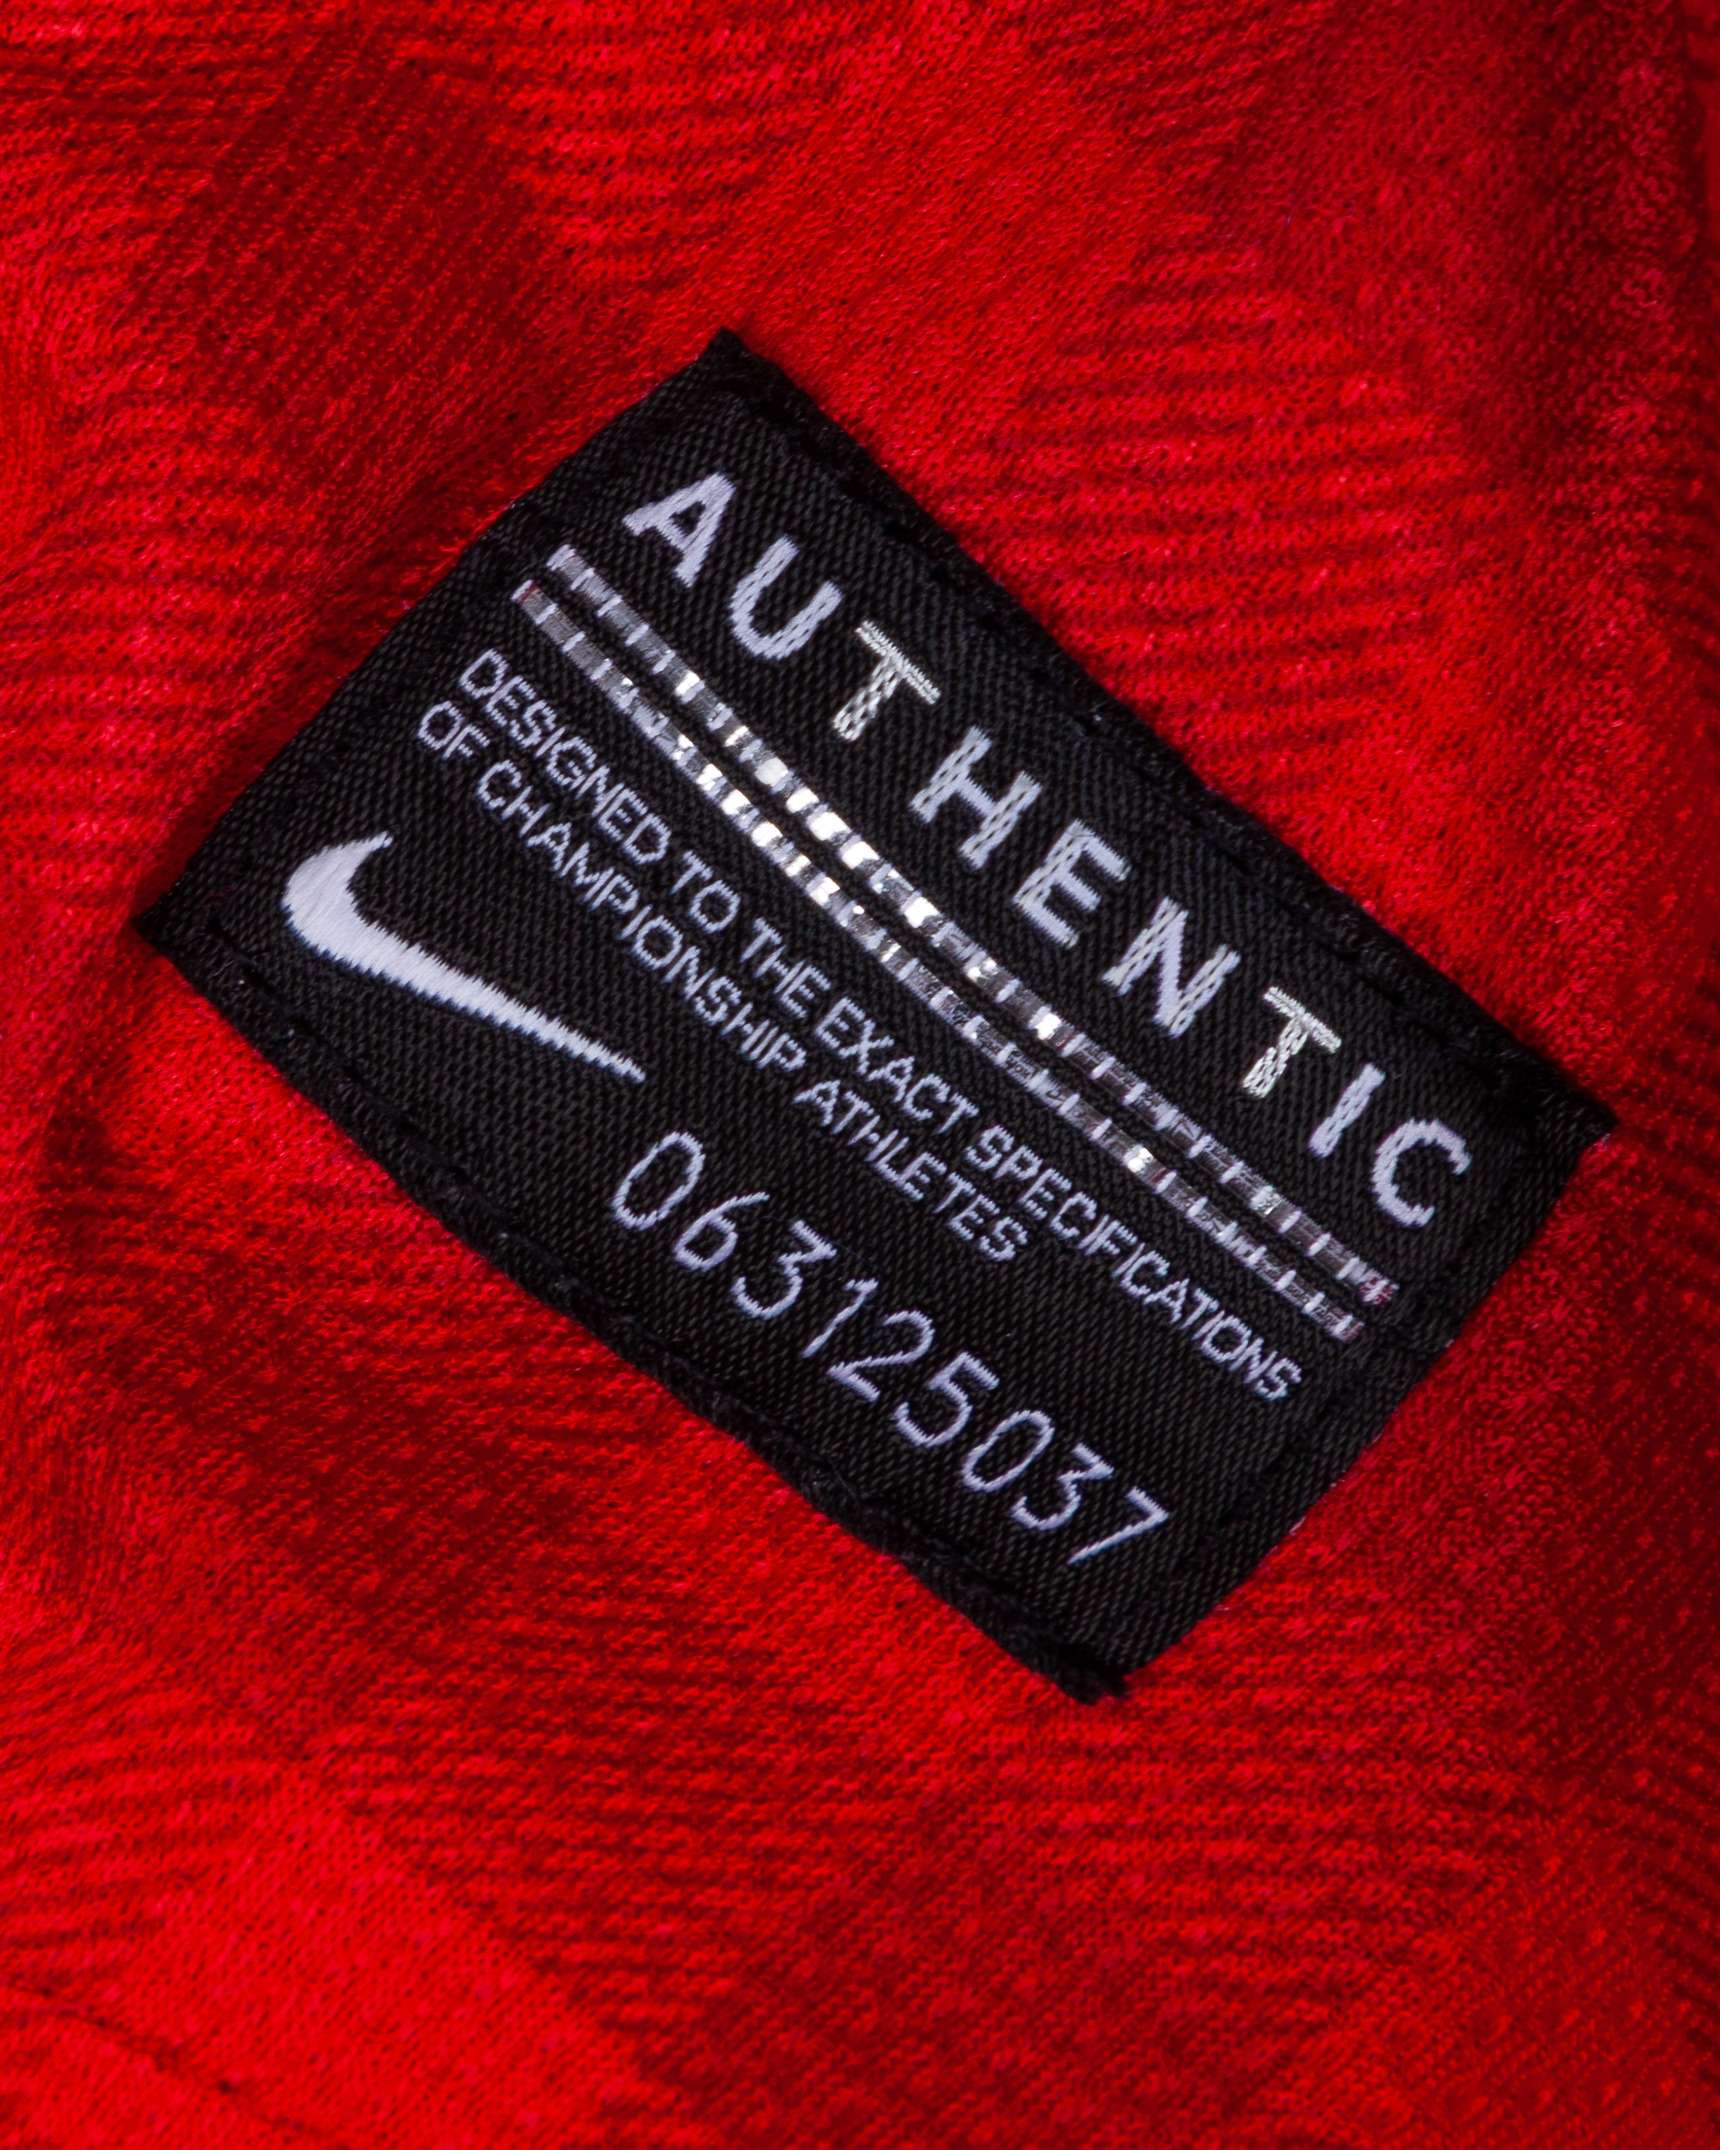 AUTHENTIC
DESIGNED TO THE EXACT SPECIFICATIONS
OF CHAMPIONSHIP ATHLETES
063125037